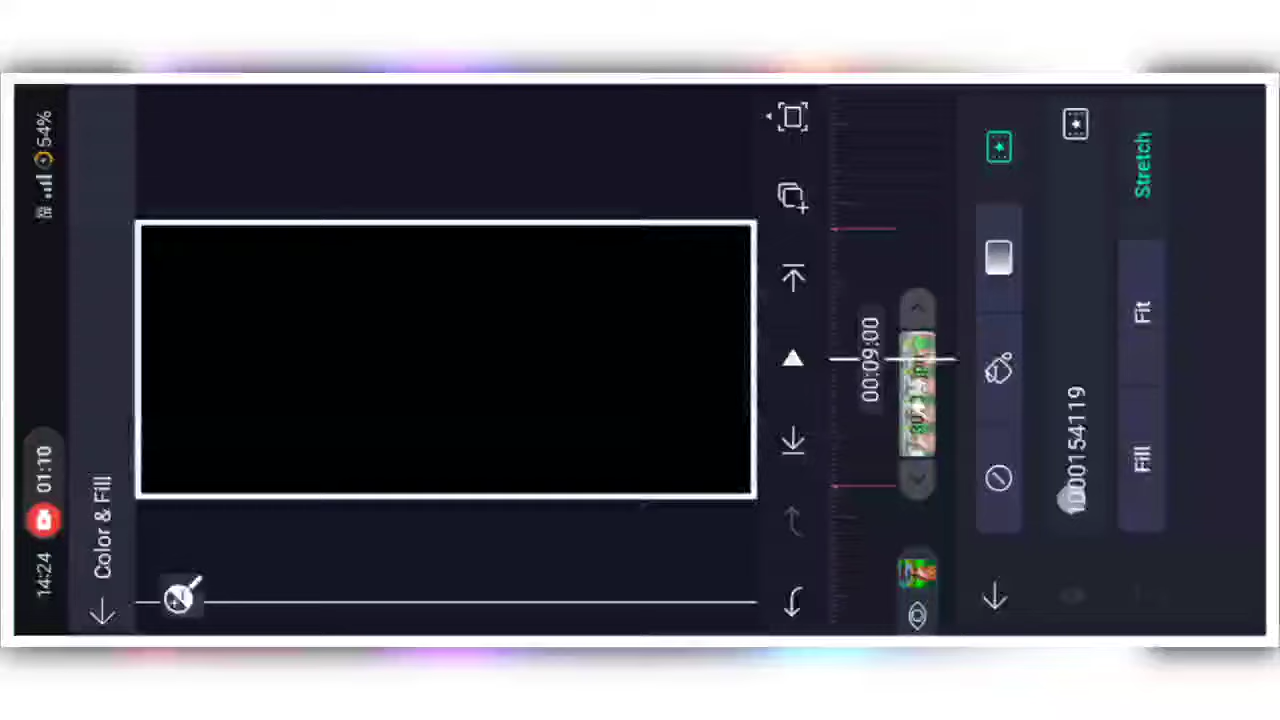 14:24
01:10
54%
Color & Fill
00:09:00
1000154119
Fill
Fit
Stretch